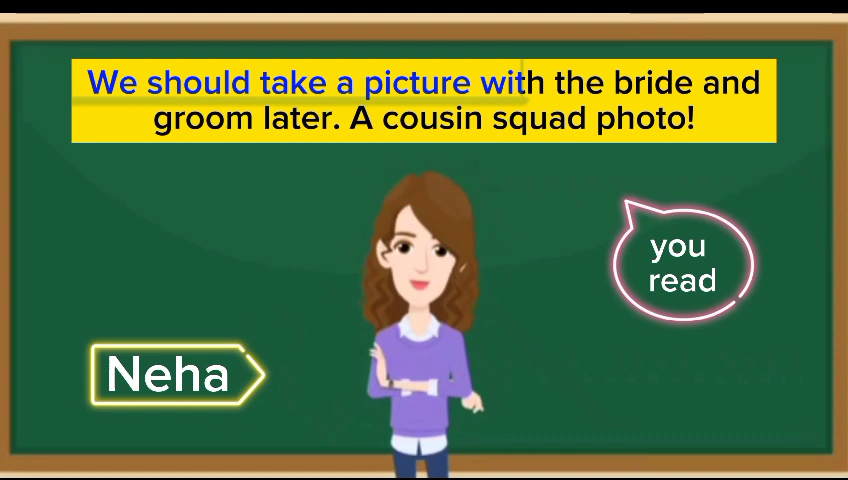 We should take a picture with the bride and
groom later. A cousin squad photo!
you
read
Neha